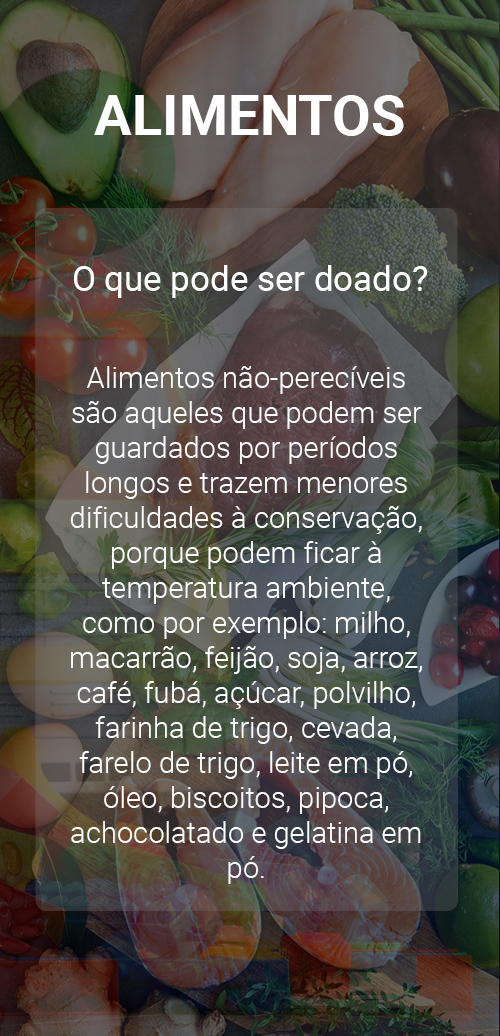 ALIMENTOS
O que pode ser doado?
Alimentos não-perecíveis
são aqueles que podem ser
guardados por períodos
longos e trazem menores
dificuldades à conservação,
porque podem ficar à
temperatura ambiente,
como por exemplo: milho,
macarrão, feijão, soja, arroz,
café, fubá, açúcar, polvilho,
farinha de trigo, cevada,
farelo de trigo, leite em pó,
óleo, biscoitos, pipoca,
achocolatado e gelatina em
pó.